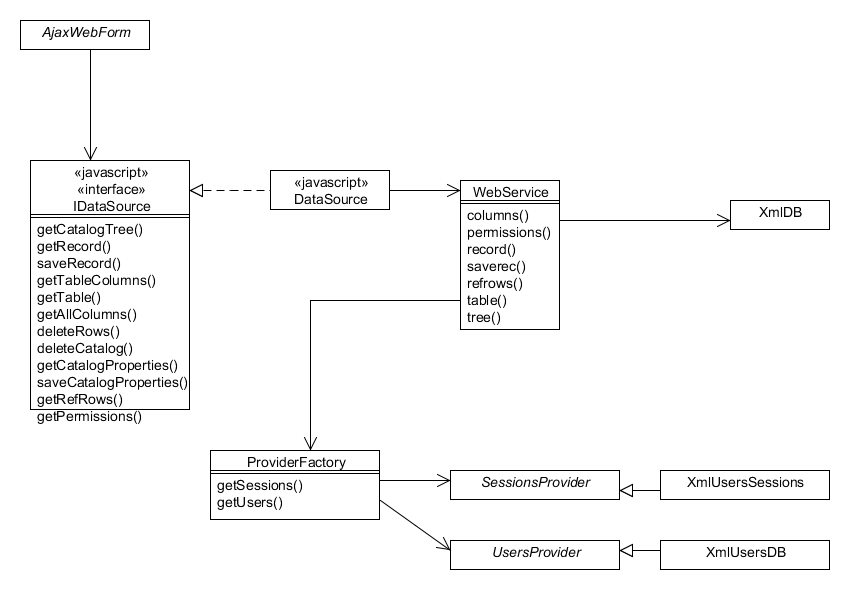 AjaxWebForm
«javascript»
«interface»
IDataSource
getCatalogTree()
getRecord()
saveRecord()
getTableColumns()
getTable()
getAllColumns()
deleteRows()
deleteCatalog()
getCatalogProperties()
saveCatalogProperties()
getRefRows()
getPermissions()
«javascript»
DataSource
WebService
columns()
permissions()
record()
saverec()
refrows()
table()
tree()
XmlDB
ProviderFactory
getSessions()
getUsers()
SessionsProvider
XmlUsersSessions
UsersProvider
XmlUsersDB